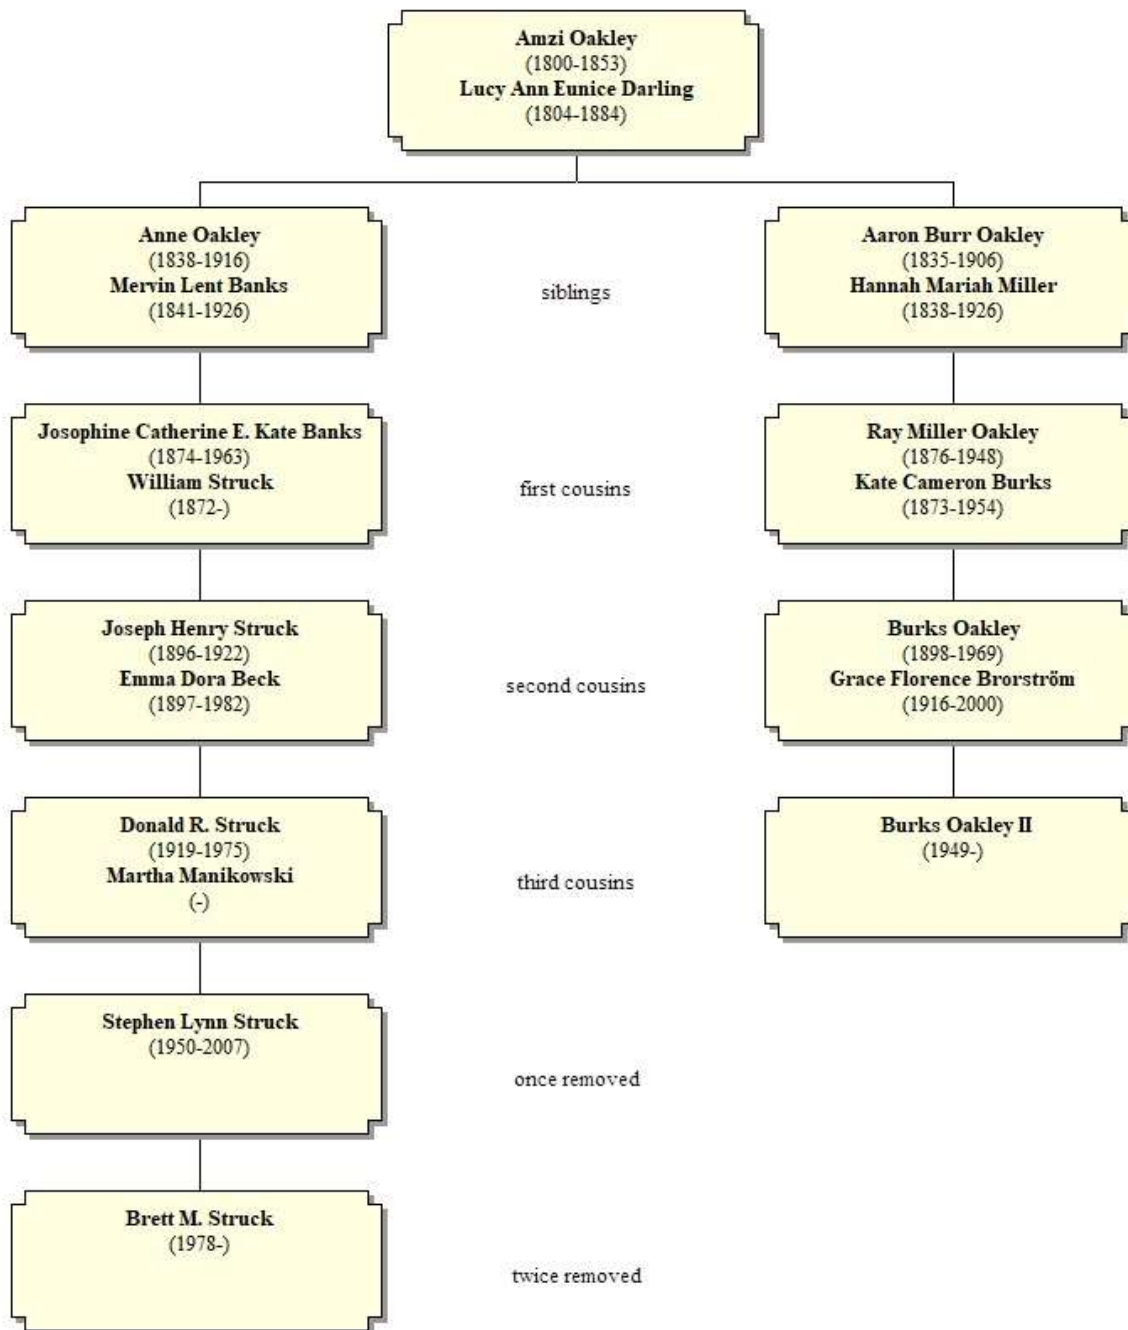 Amzi Oakley
(1800-1853)
Lucy Ann Eunice Darling
(1804-1884)
Anne Oakley
(1838-1916)
Mervin Lent Banks
(1841-1926)
siblings
Aaron Burr Oakley
(1835-1906)
Hannah Mariah Miller
(1838-1926)
Josophine Catherine E. Kate Banks
(1874-1963)
William Struck
(1872-)
first cousins
Ray Miller Oakley
(1876-1948)
Kate Cameron Burks
(1873-1954)
Joseph Henry Struck
(1896-1922)
Emma Dora Beck
(1897-1982)
second cousins
Burks Oakley
(1898-1969)
Grace Florence Brorström
(1916-2000)
Donald R. Struck
(1919-1975)
Martha Manikowski
(-)
third cousins
Burks Oakley II
(1949-)
Stephen Lynn Struck
(1950-2007)
once removed
Brett M. Struck
(1978-)
twice removed